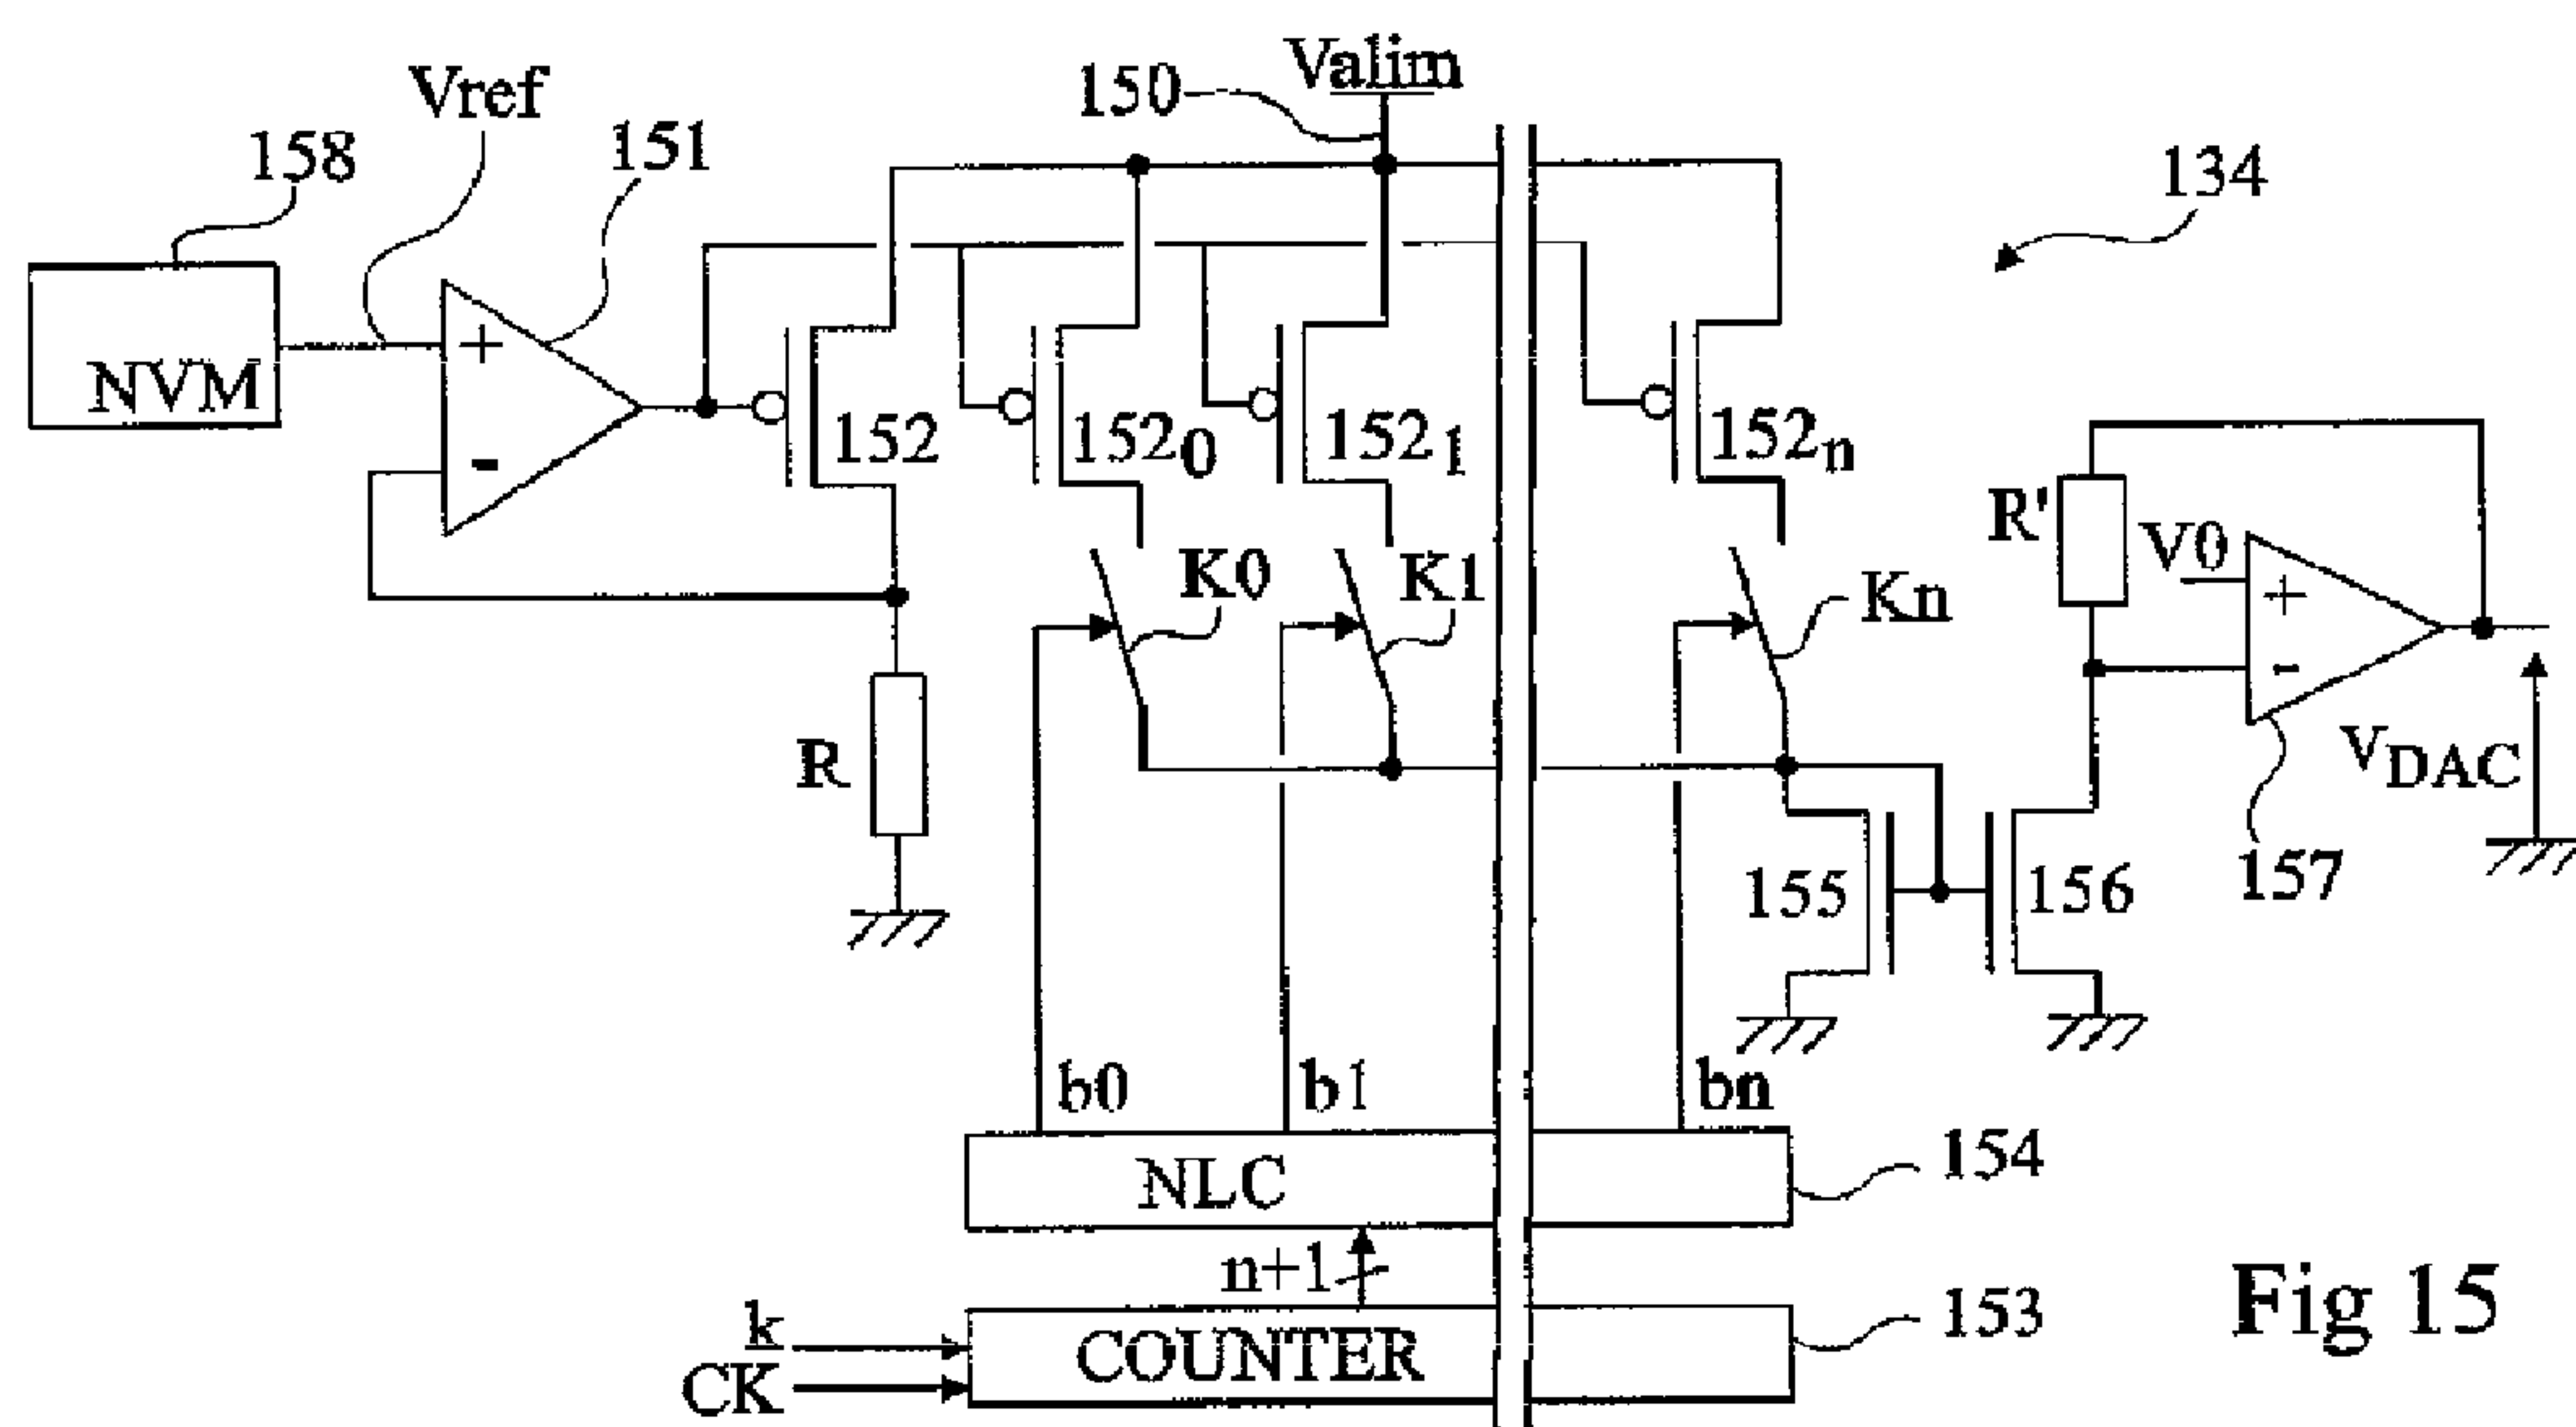 Valim
150
Vref
151
158
134
NVM
+
-
152
152₀
152₁
152ₙ
R'
V0
+
-
K0
K1
Kn
R
V_DAC
155
156
157
b0
b1
bn
NLC
154
n+1
k
COUNTER
153
CK
Fig 15